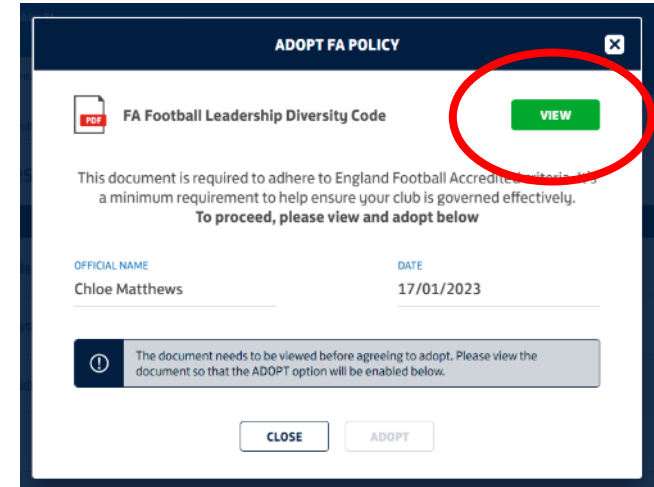 ADOPT FA POLICY
PDF
FA Football Leadership Diversity Code
VIEW
This document is required to adhere to England Football Accredited criteria. It's
a minimum requirement to help ensure your club is governed effectively.
To proceed, please view and adopt below
OFFICIAL NAME
DATE
Chloe Matthews
17/01/2023
The document needs to be viewed before agreeing to adopt. Please view the
document so that the ADOPT option will be enabled below.
CLOSE
ADOPT